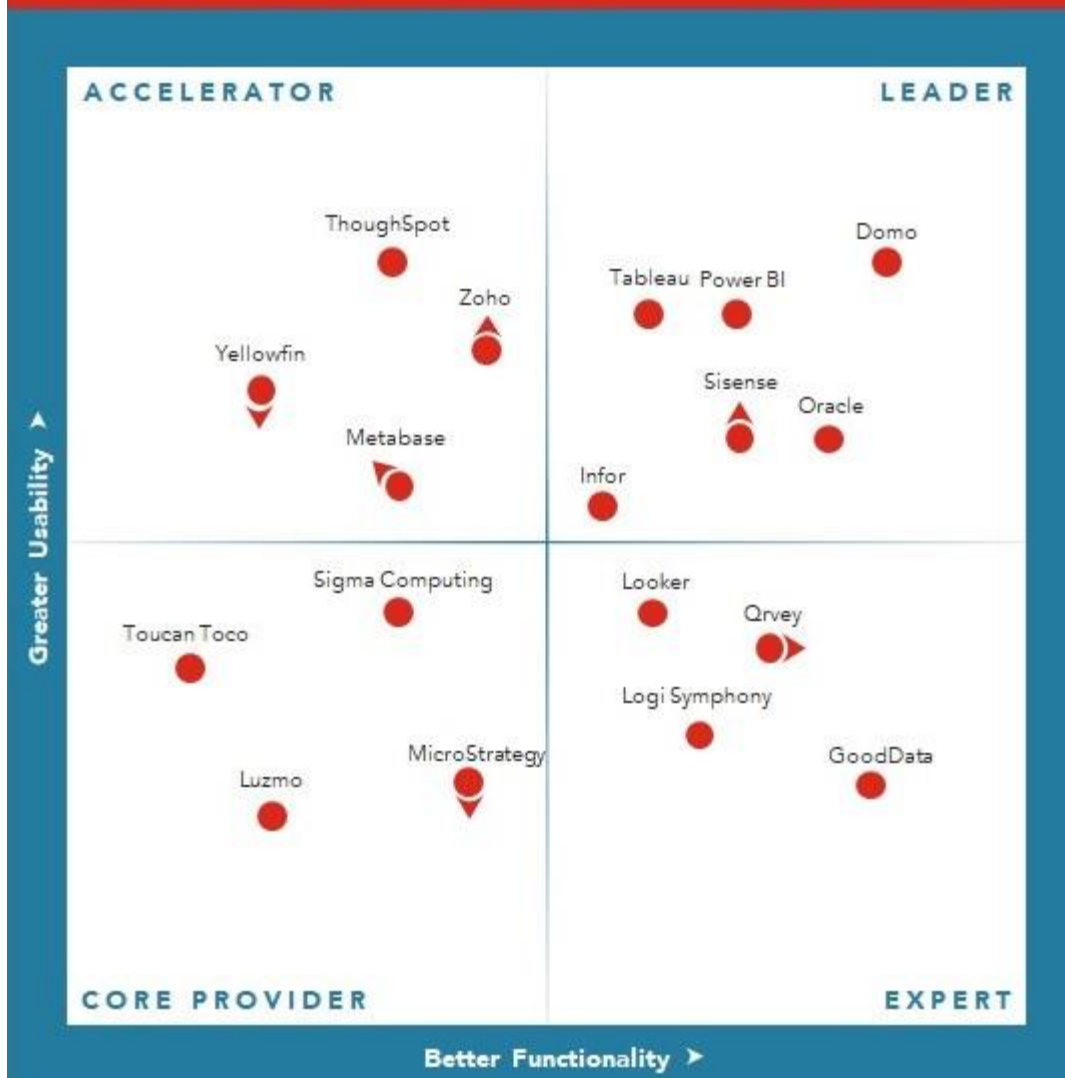 ACCELERATOR
LEADER
ThoughSpot
Domo
Tableau
Power BI
Zoho
Yellowfin
Sisense
Oracle
Metabase
Infor
Greater Usability
Sigma Computing
Looker
Qrvey
Toucan Toco
Logi Symphony
MicroStrategy
GoodData
Luzmo
CORE PROVIDER
EXPERT
Better Functionality